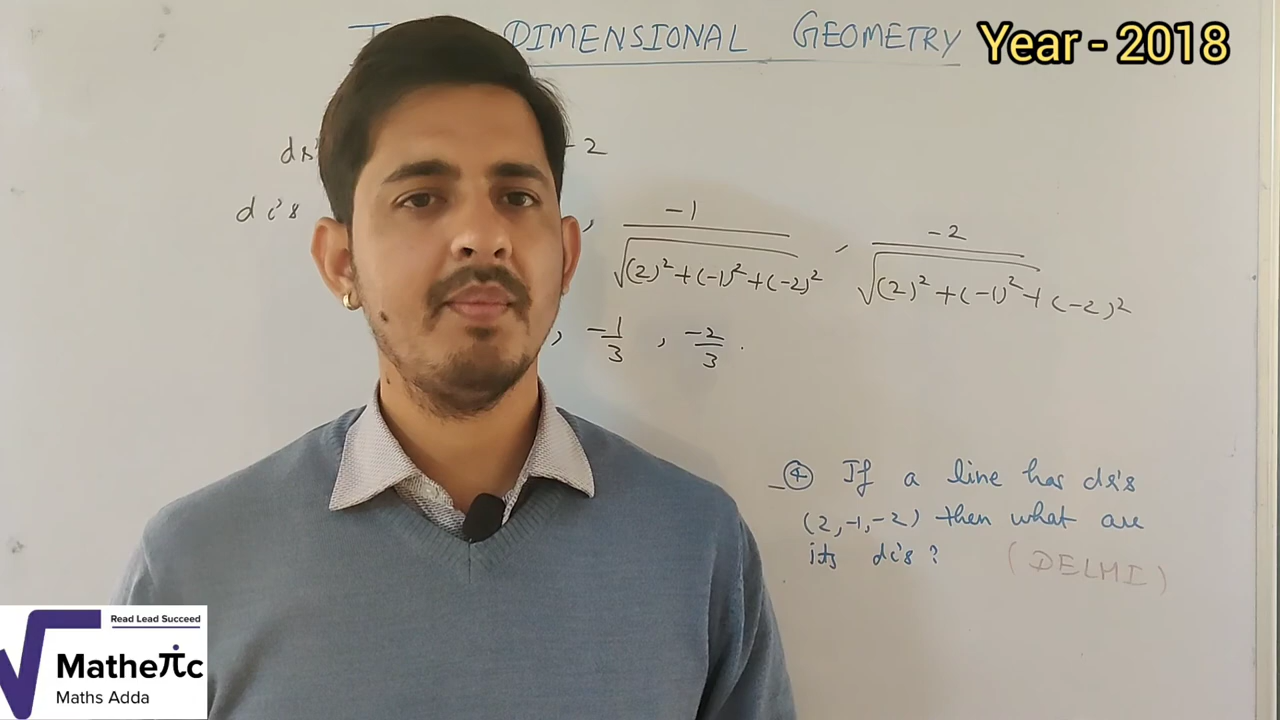 DIMENSIONAL GEOMETRY
Year - 2018
-2
dc's , -1/√((2)²+(-1)²+(-2)²) , -2/√((2)²+(-1)²+(-2)²)
, -1/3 , -2/3 .
④ If a line has dr's
(2,-1,-2) then what are
its dc's ? (DELHI)
Read Lead Succeed
Matheπc
Maths Adda